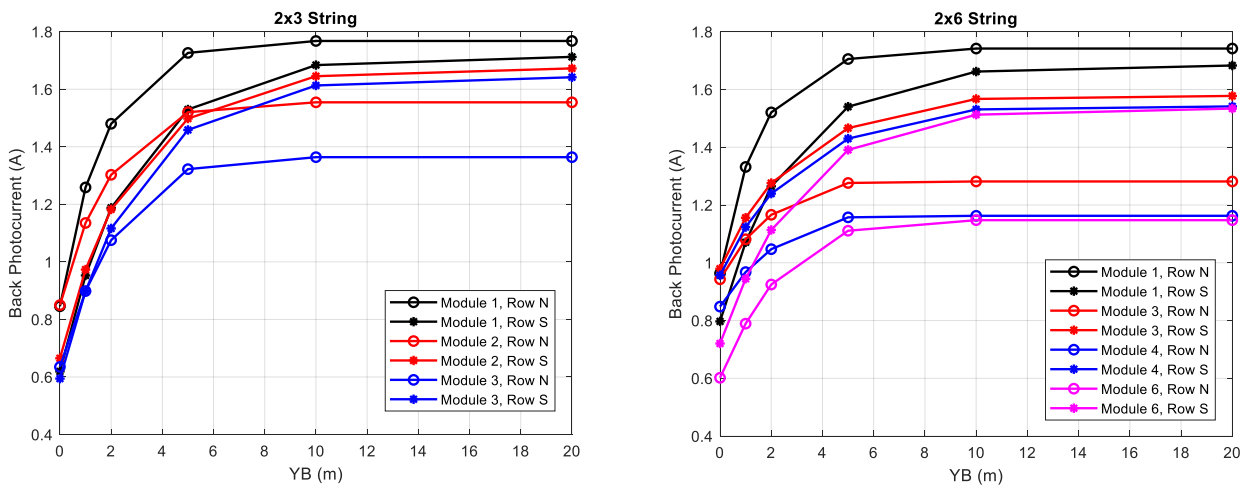 2x3 String
Back Photocurrent (A)
1.8
1.6
1.4
1.2
1
0.8
0.6
0.4
0 2 4 6 8 10 12 14 16 18 20
YB (m)
Module 1, Row N
Module 1, Row S
Module 2, Row N
Module 2, Row S
Module 3, Row N
Module 3, Row S
2x6 String
Back Photocurrent (A)
1.8
1.6
1.4
1.2
1
0.8
0.6
0.4
0 2 4 6 8 10 12 14 16 18 20
YB (m)
Module 1, Row N
Module 1, Row S
Module 3, Row N
Module 3, Row S
Module 4, Row N
Module 4, Row S
Module 6, Row N
Module 6, Row S